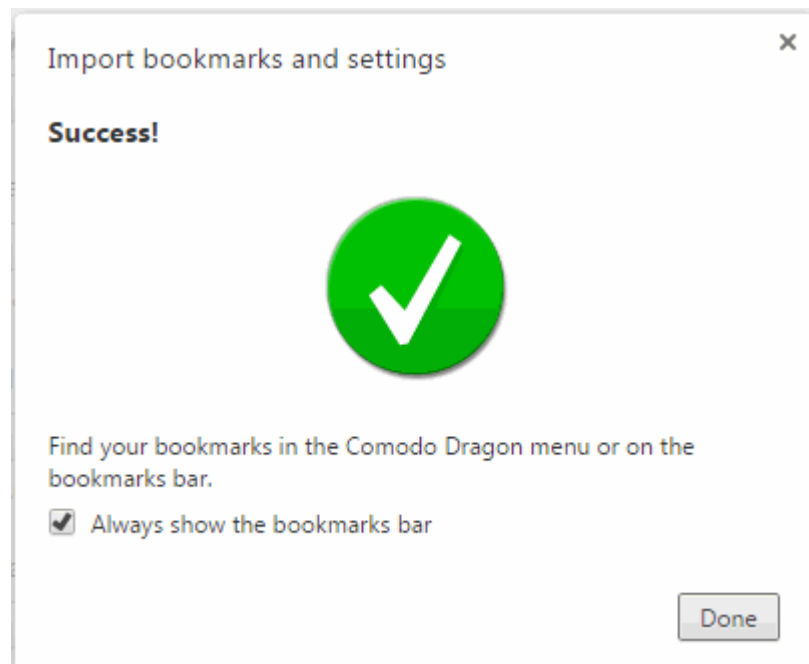 Import bookmarks and settings
Success!
Find your bookmarks in the Comodo Dragon menu or on the
bookmarks bar.
Always show the bookmarks bar
Done